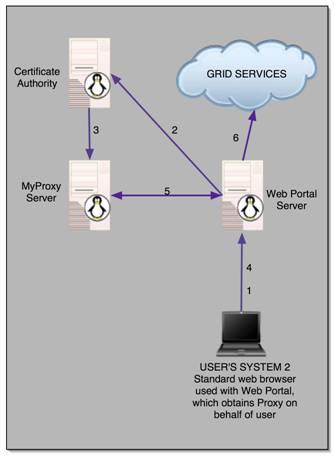 Certificate
Authority
GRID SERVICES
3
2
6
MyProxy
Server
5
Web Portal
Server
4
1
USER'S SYSTEM 2
Standard web browser
used with Web Portal,
which obtains Proxy on
behalf of user